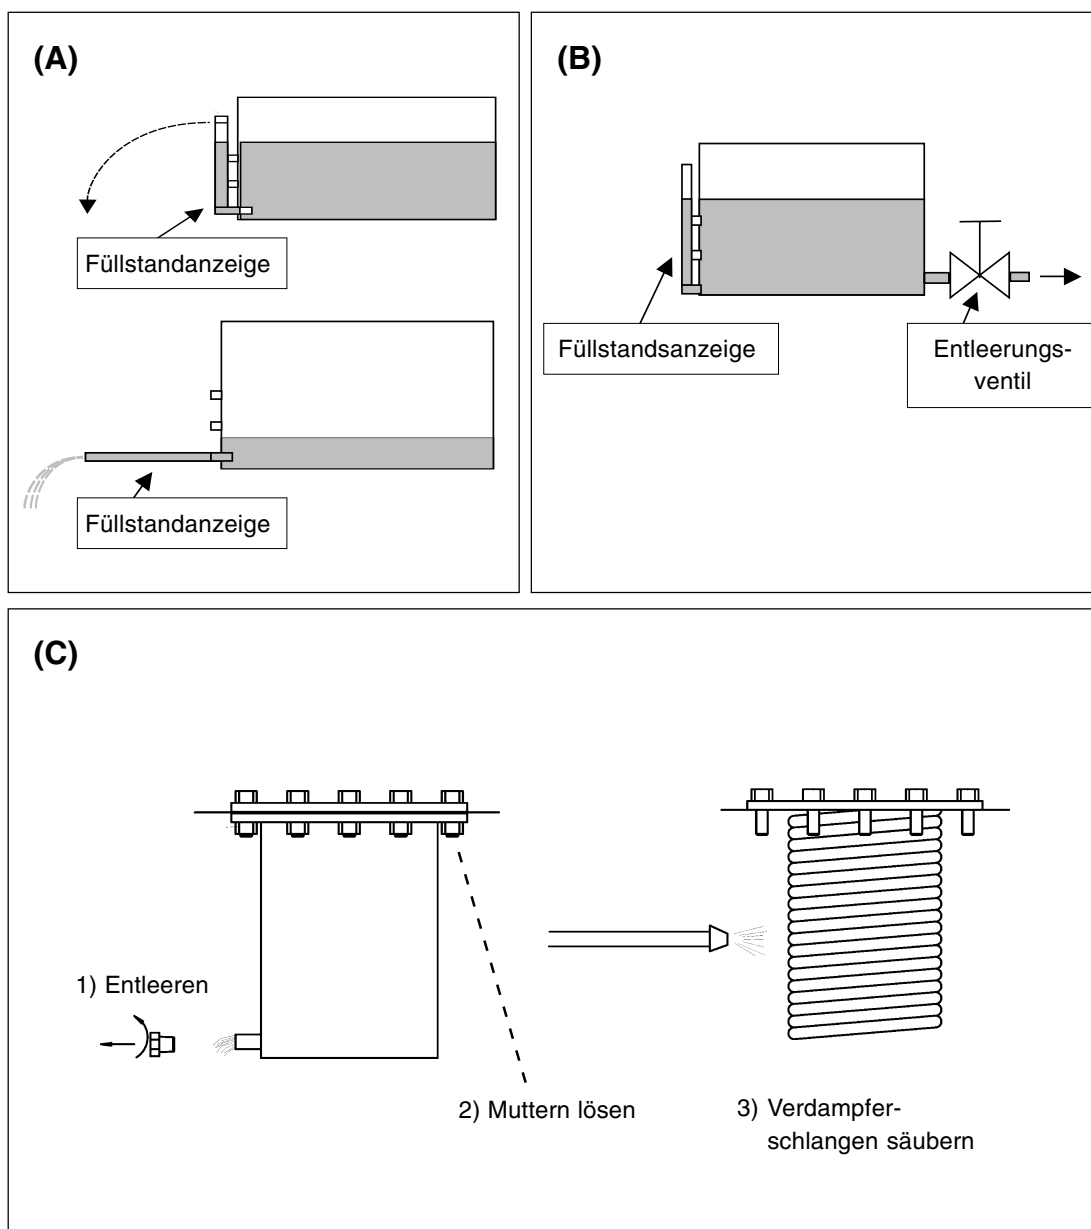 (A)
Füllstandanzeige
Füllstandanzeige
(B)
Füllstandsanzeige
Entleerungs-
ventil
(C)
1) Entleeren
2) Muttern lösen
3) Verdampfer-
schlangen säubern